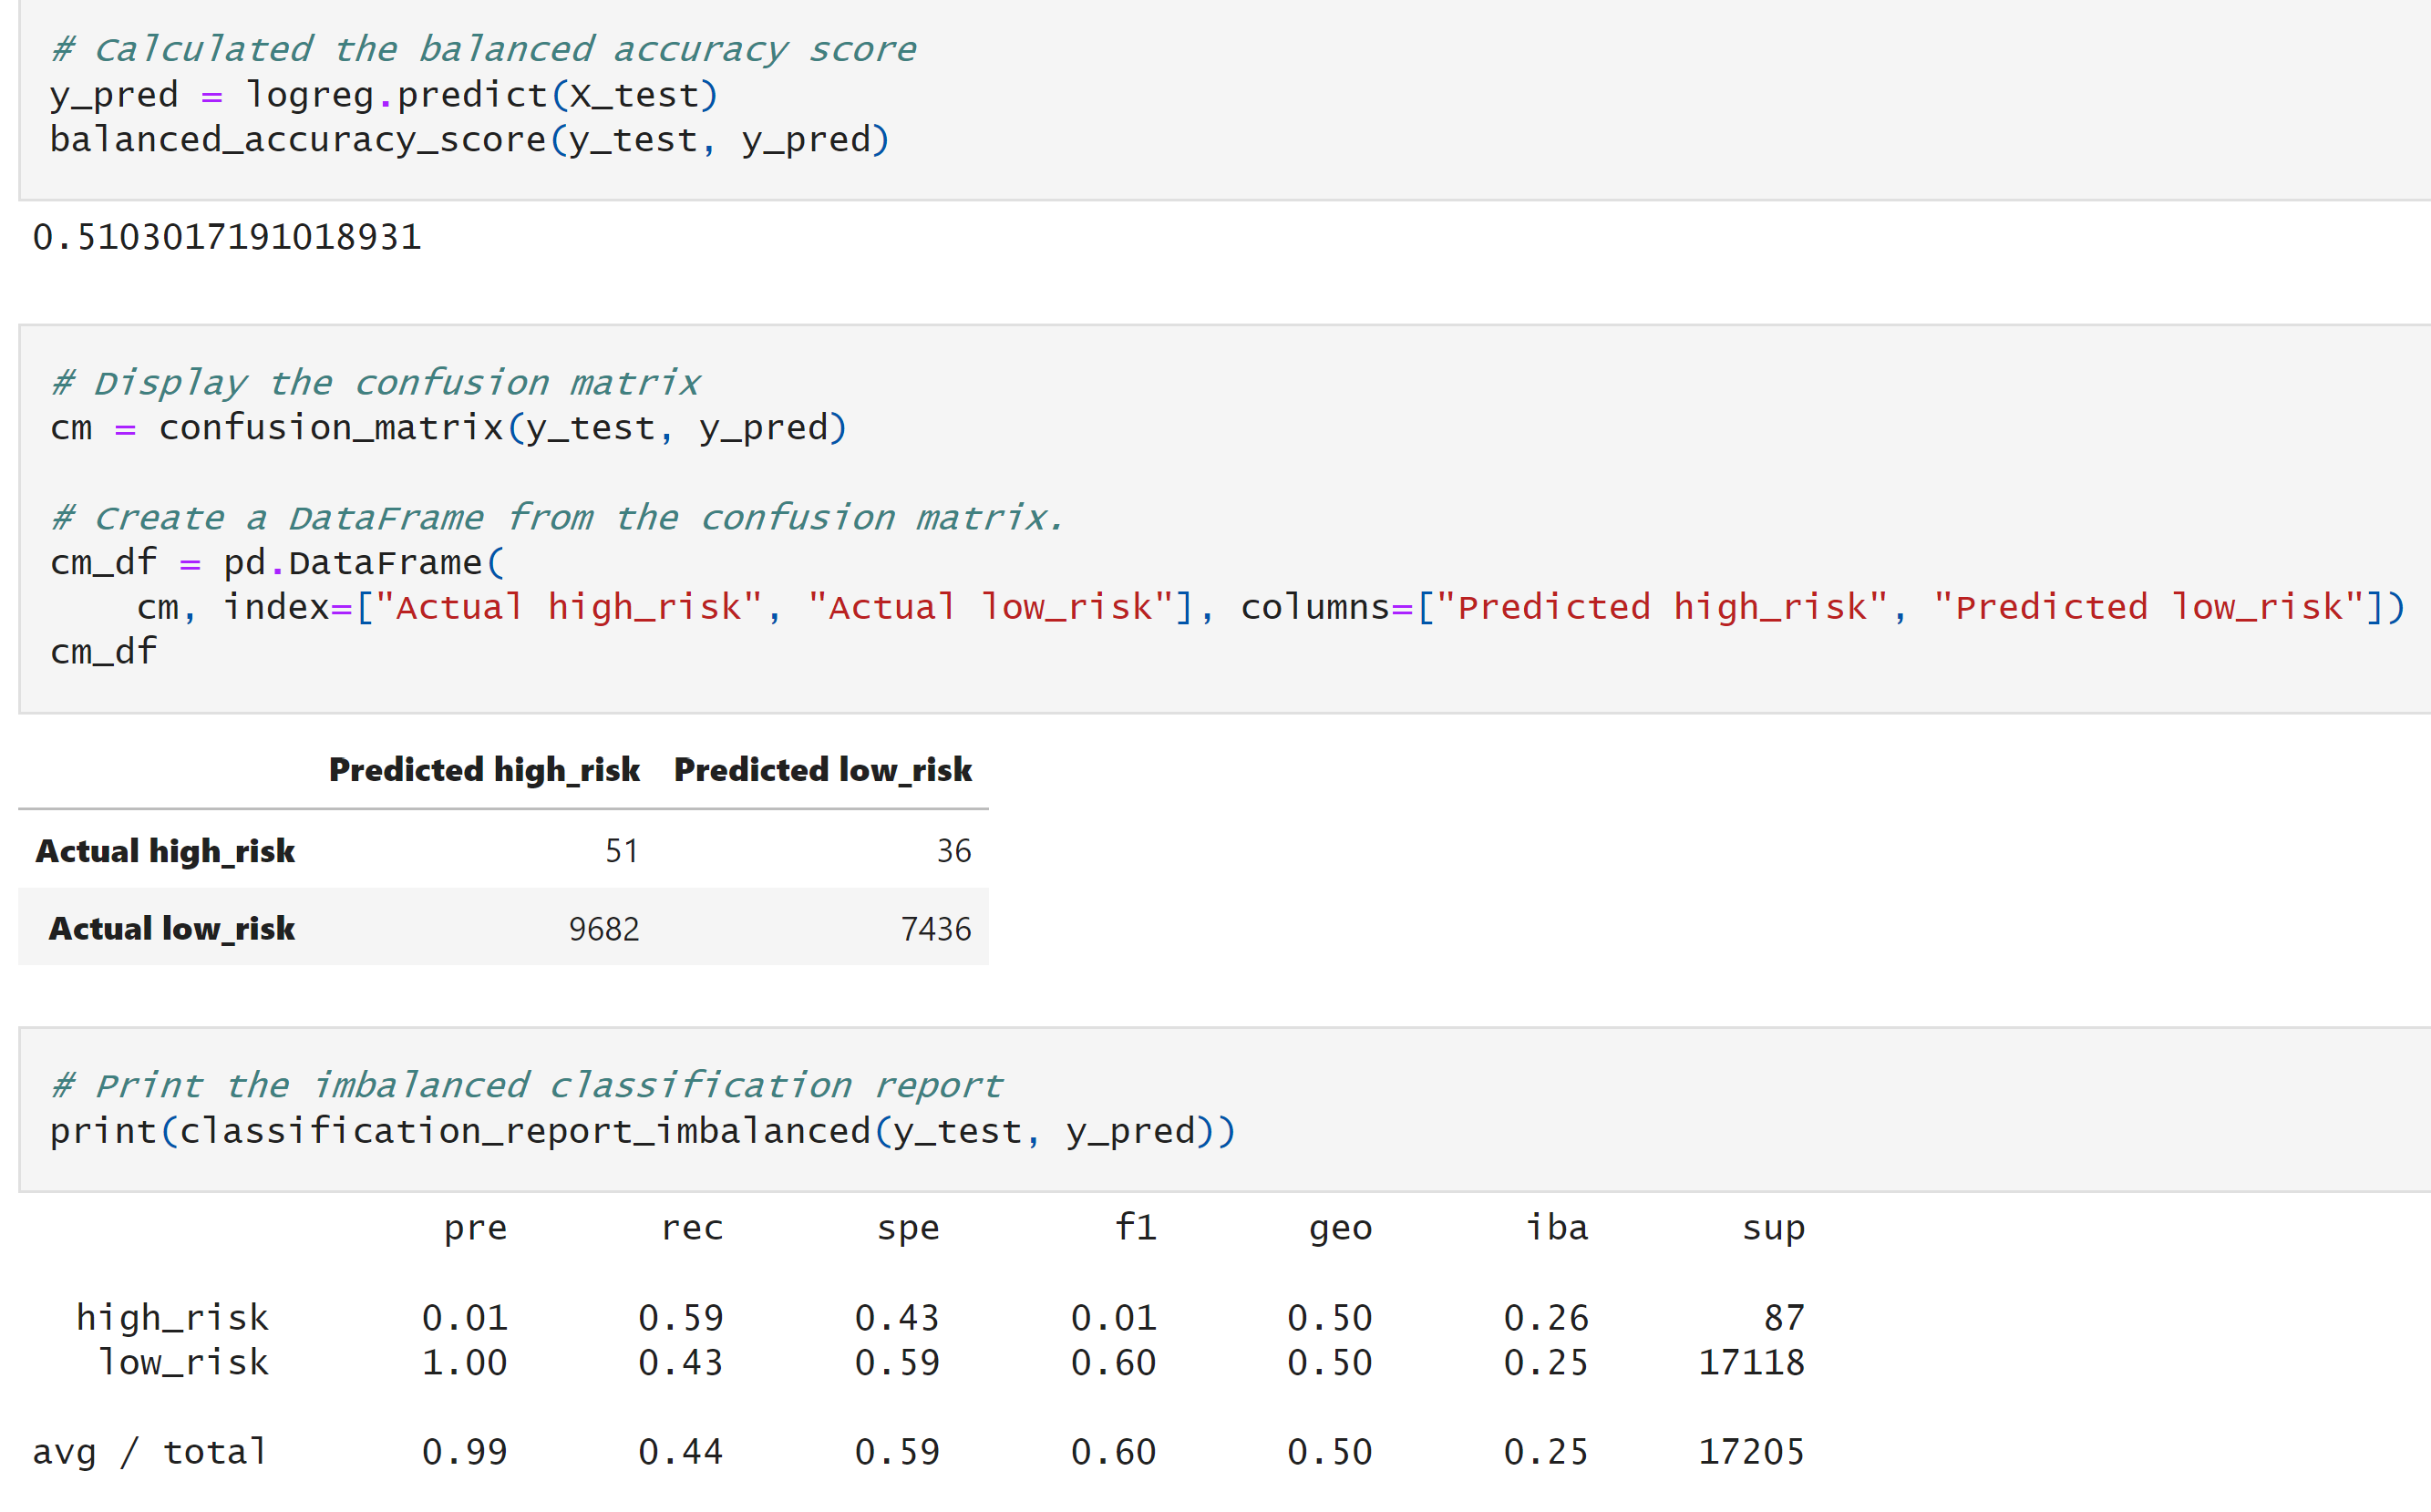 # Calculated the balanced accuracy score
y_pred = logreg.predict(X_test)
balanced_accuracy_score(y_test, y_pred)
0.5103017191018931
# Display the confusion matrix
cm = confusion_matrix(y_test, y_pred)
# Create a DataFrame from the confusion matrix.
cm_df = pd.DataFrame(
    cm, index=["Actual high_risk", "Actual low_risk"], columns=["Predicted high_risk", "Predicted low_risk"])
cm_df
Predicted high_risk Predicted low_risk
Actual high_risk 51 36
Actual low_risk 9682 7436
# Print the imbalanced classification report
print(classification_report_imbalanced(y_test, y_pred))
pre rec spe f1 geo iba sup
high_risk 0.01 0.59 0.43 0.01 0.50 0.26 87
low_risk 1.00 0.43 0.59 0.60 0.50 0.25 17118
avg / total 0.99 0.44 0.59 0.60 0.50 0.25 17205